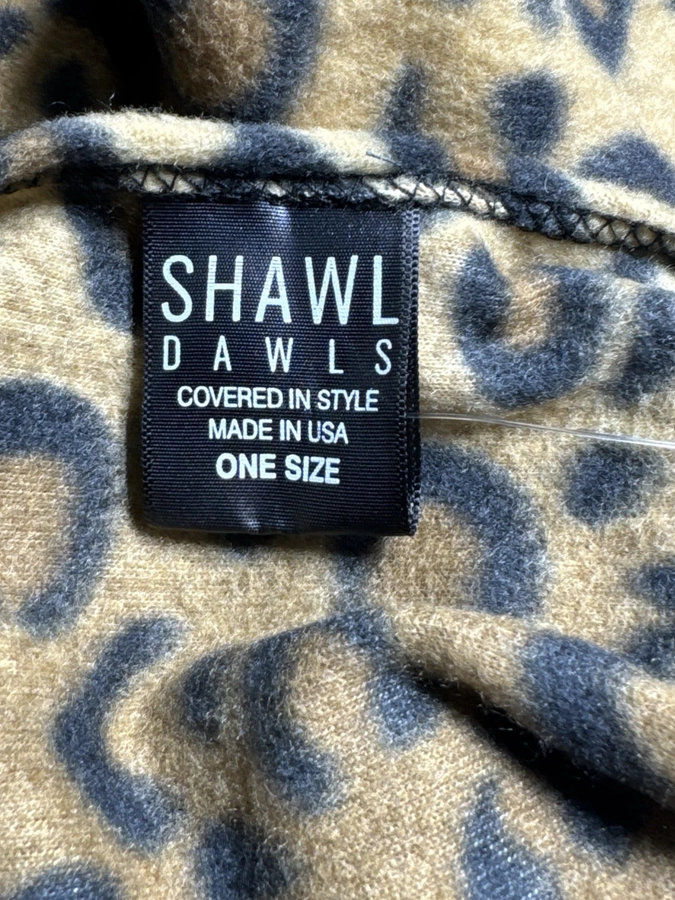 SHAWL
DAWLS
COVERED IN STYLE
MADE IN USA
ONE SIZE